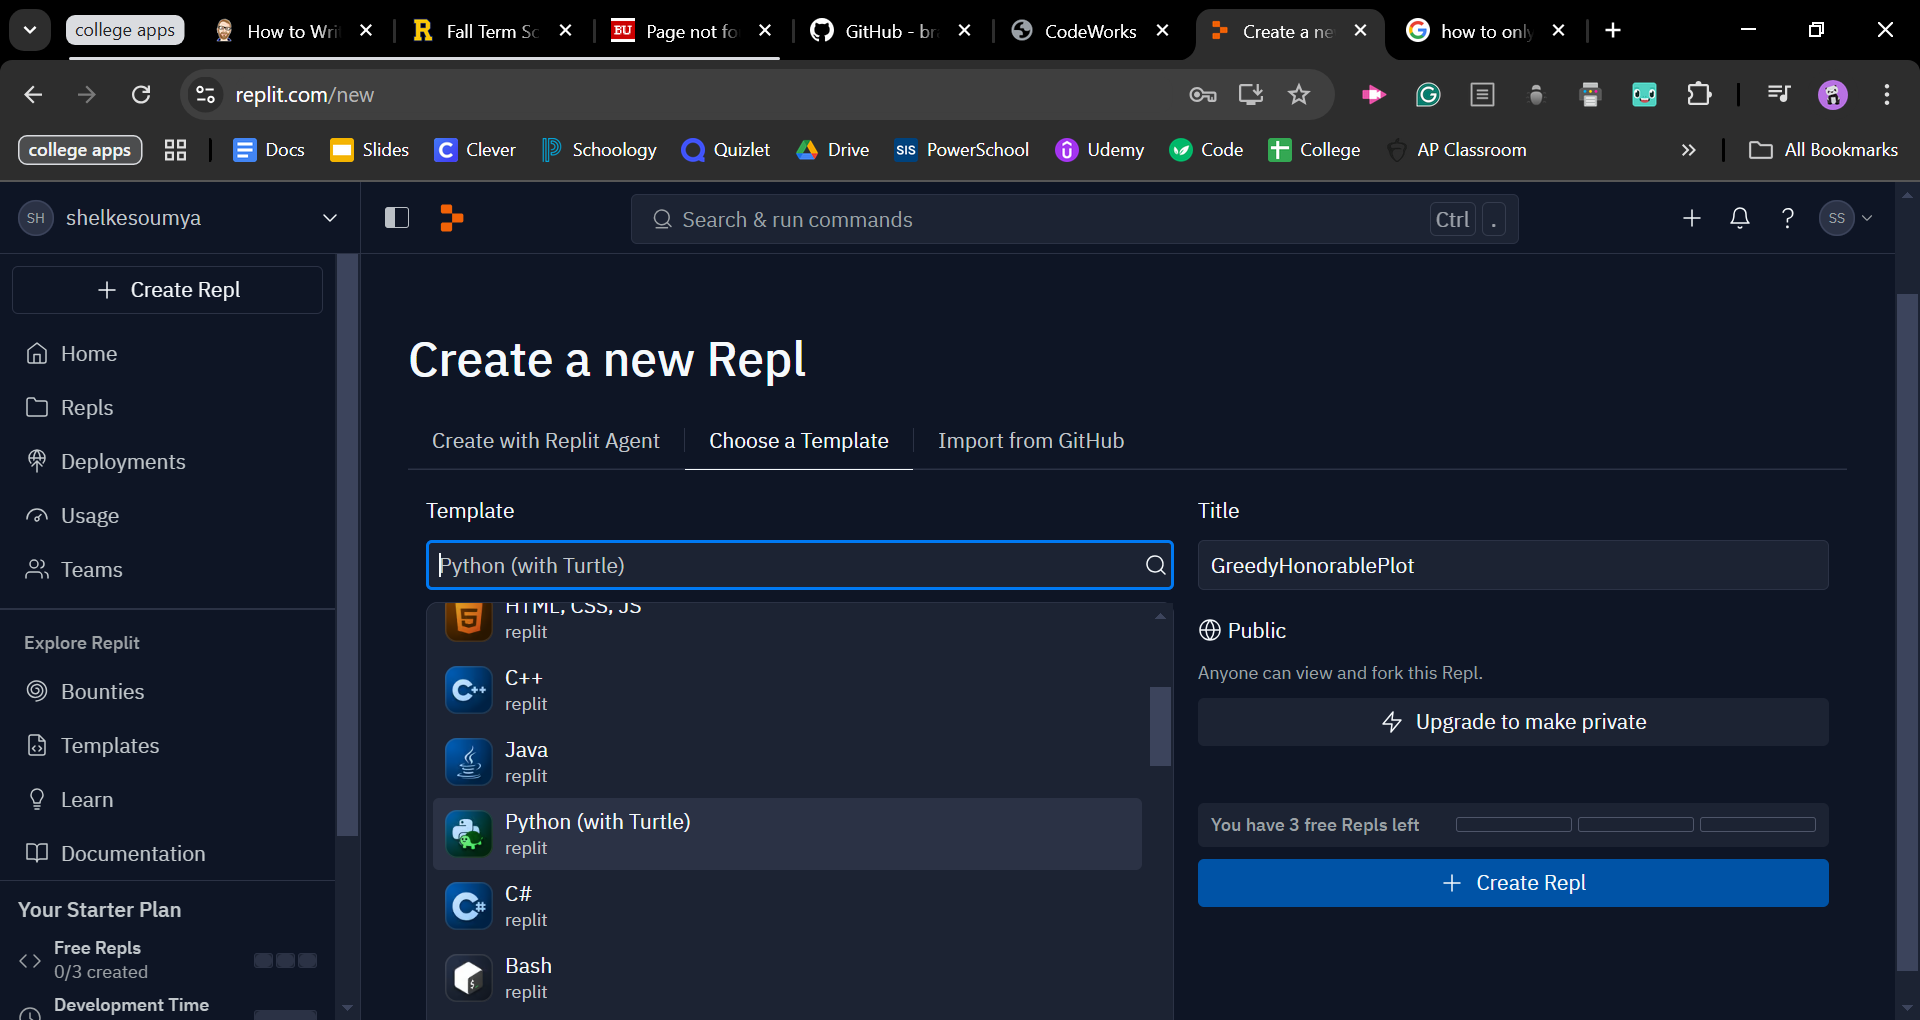 college apps
How to Wri
Fall Term Sc
BU
Page not fo
GitHub - br
CodeWorks
Create a ne
how to only
replit.com/new
college apps
Docs
Slides
Clever
Schoology
Quizlet
Drive
SIS PowerSchool
Udemy
Code
College
AP Classroom
All Bookmarks
SH shelkesoumya
Search & run commands
Ctrl .
SS
Create Repl
Home
Repls
Deployments
Usage
Teams
Explore Replit
Bounties
Templates
Learn
Documentation
Your Starter Plan
Free Repls
0/3 created
Development Time
Create a new Repl
Create with Replit Agent
Choose a Template
Import from GitHub
Template
Python (with Turtle)
HTML, CSS, JS
replit
C++
replit
Java
replit
Python (with Turtle)
replit
C#
replit
Bash
replit
Title
GreedyHonorablePlot
Public
Anyone can view and fork this Repl.
Upgrade to make private
You have 3 free Repls left
Create Repl